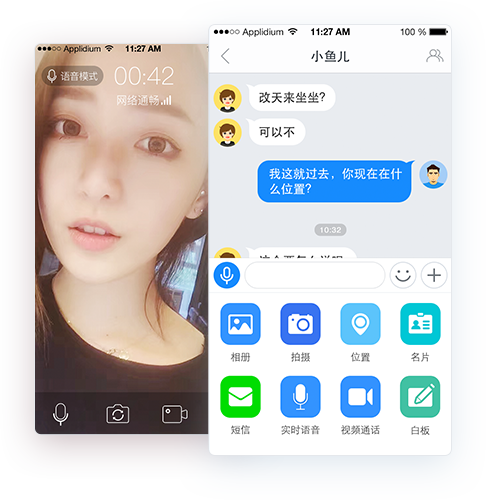 Applidium 11:27 AM
语音模式
00:42
网络通畅
Applidium 11:27 AM 100 %
小鱼儿
改天来坐坐?
可以不
我这就过去，你现在在什
么位置?
10:32
相册 拍摄 位置 名片
短信 实时语音 视频通话 白板